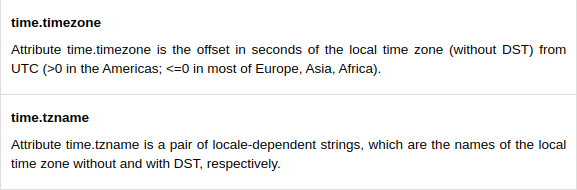 time.timezone
Attribute time.timezone is the offset in seconds of the local time zone (without DST) from
UTC (>0 in the Americas; <=0 in most of Europe, Asia, Africa).
time.tzname
Attribute time.tzname is a pair of locale-dependent strings, which are the names of the local
time zone without and with DST, respectively.